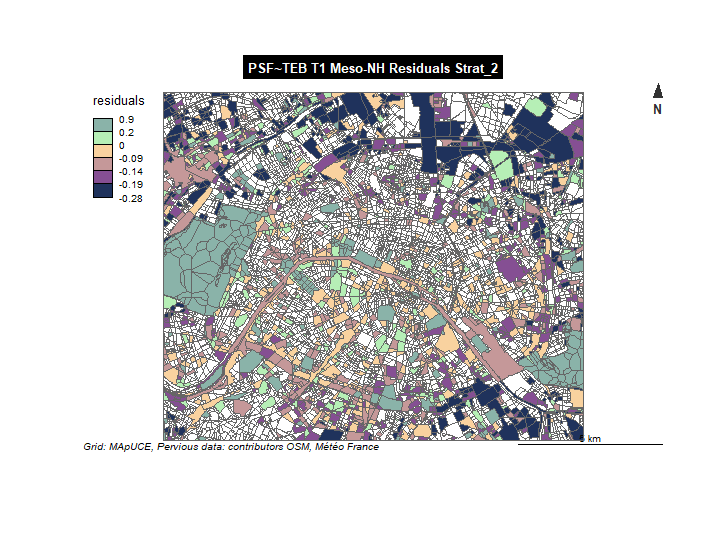 PSF~TEB T1 Meso-NH Residuals Strat_2
residuals
0.9
0.2
0
-0.09
-0.14
-0.19
-0.28
N
5 km
Grid: MApUCE, Pervious data: contributors OSM, Météo France